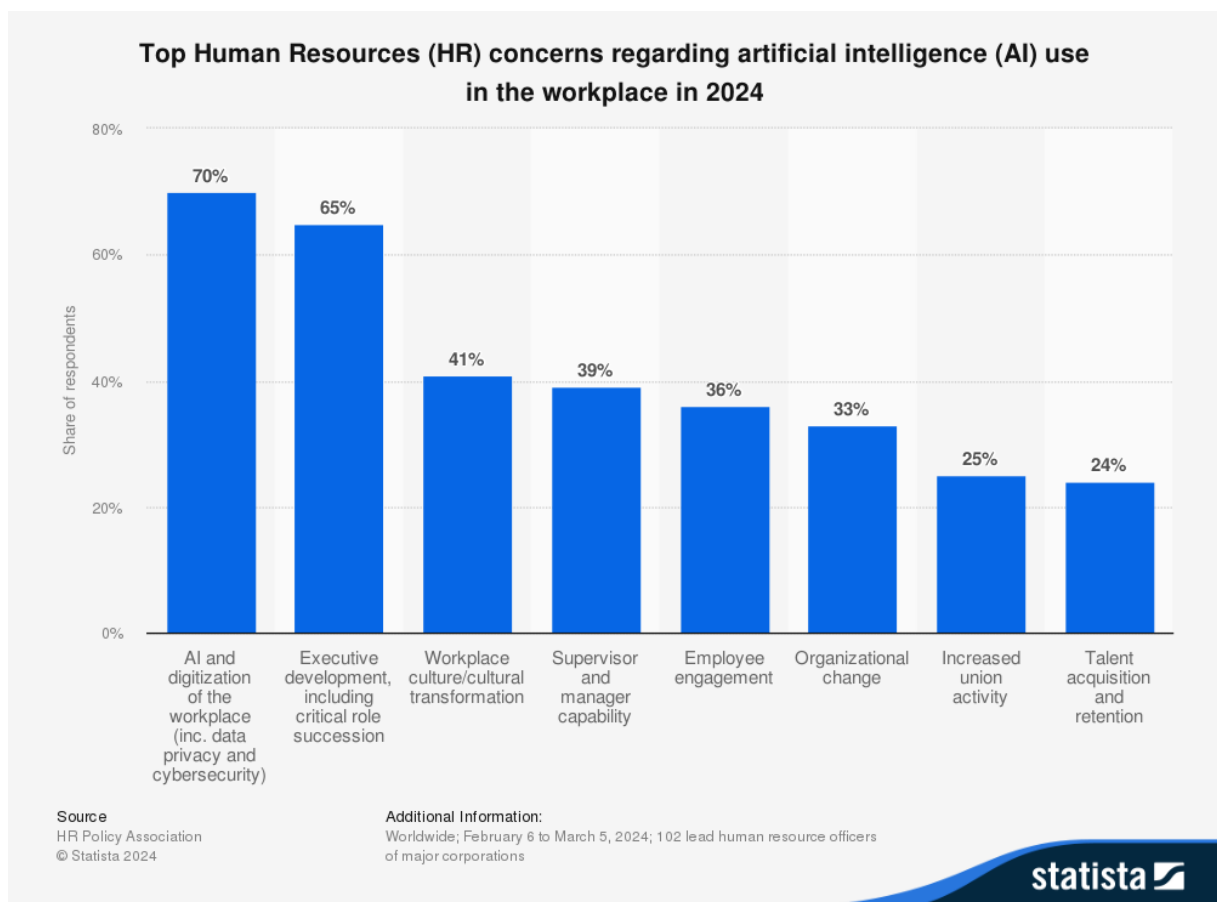 Top Human Resources (HR) concerns regarding artificial intelligence (AI) use
in the workplace in 2024
80%
60%
40%
20%
0%
Share of respondents
70%
65%
41%
39%
36%
33%
25%
24%
AI and
digitization
of the
workplace
(inc. data
privacy and
cybersecurity)
Executive
development,
including
critical role
succession
Workplace
culture/cultural
transformation
Supervisor
and
manager
capability
Employee
engagement
Organizational
change
Increased
union
activity
Talent
acquisition
and
retention
Source
HR Policy Association
© Statista 2024
Additional Information:
Worldwide; February 6 to March 5, 2024; 102 lead human resource officers
of major corporations
statista